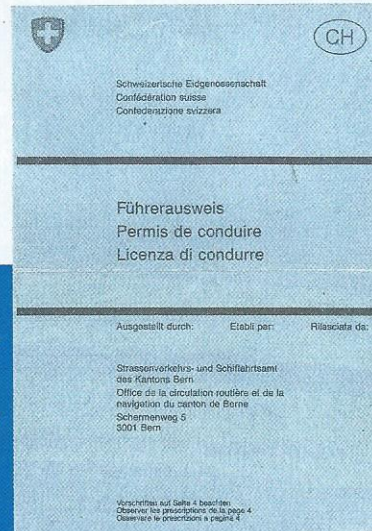 CH
Schweizerische Eidgenossenschaft
Confédération suisse
Confederazione svizzera
Führerausweis
Permis de conduire
Licenza di condurre
Ausgestellt durch: Etabli par: Rilasciata da:
Strassenverkehrs- und Schiffahrtsamt
des Kantons Bern
Office de la circulation routière et de la
navigation du canton de Berne
Schermenweg 5
3001 Bern
Vorschriften auf Seite 4 beachten
Observer les prescriptions de la page 4
Osservare le prescrizioni a pagina 4